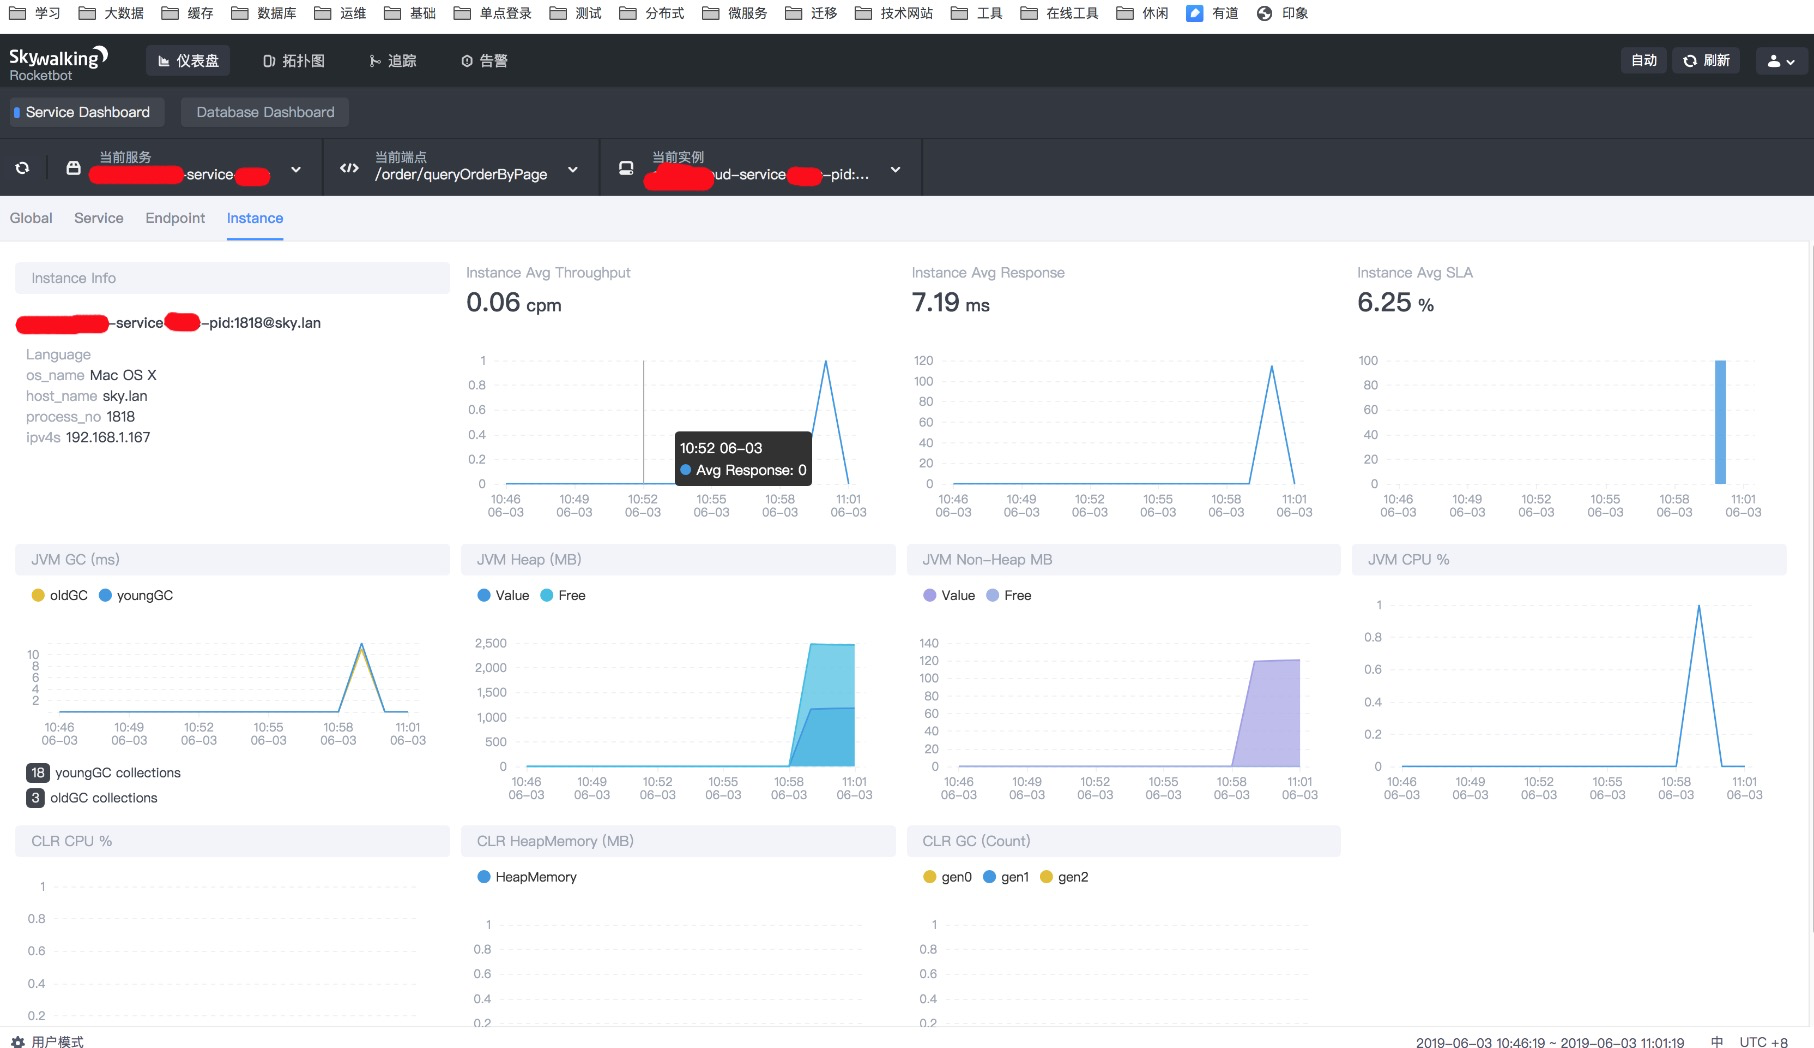 学习 大数据 缓存 数据库 运维 基础 单点登录 测试 分布式 微服务 迁移 技术网站 工具 在线工具 休闲 有道 印象
Skywalking
Rocketbot
仪表盘 拓扑图 追踪 告警 自动 刷新
Service Dashboard Database Dashboard
当前服务 当前端点 当前实例
-service /order/queryOrderByPage ud-service -pid:...
Global Service Endpoint Instance
Instance Info
-service -pid:1818@sky.lan
Language
os_name Mac OS X
host_name sky.lan
process_no 1818
ipv4s 192.168.1.167
Instance Avg Throughput
0.06 cpm
1
0.8
0.6
0.4
0.2
0
10:52 06-03
Avg Response: 0
10:46 10:49 10:52 10:55 10:58 11:01
06-03 06-03 06-03 06-03 06-03 06-03
Instance Avg Response
7.19 ms
120
100
80
60
40
20
0
10:46 10:49 10:52 10:55 10:58 11:01
06-03 06-03 06-03 06-03 06-03 06-03
Instance Avg SLA
6.25 %
100
80
60
40
20
0
10:46 10:49 10:52 10:55 10:58 11:01
06-03 06-03 06-03 06-03 06-03 06-03
JVM GC (ms)
oldGC youngGC
10
8
6
4
2
10:46 10:49 10:52 10:55 10:58 11:01
06-03 06-03 06-03 06-03 06-03 06-03
18 youngGC collections
3 oldGC collections
JVM Heap (MB)
Value Free
2,500
2,000
1,500
1,000
500
0
10:46 10:49 10:52 10:55 10:58 11:01
06-03 06-03 06-03 06-03 06-03 06-03
JVM Non-Heap MB
Value Free
140
120
100
80
60
40
20
0
10:46 10:49 10:52 10:55 10:58 11:01
06-03 06-03 06-03 06-03 06-03 06-03
JVM CPU %
1
0.8
0.6
0.4
0.2
0
10:46 10:49 10:52 10:55 10:58 11:01
06-03 06-03 06-03 06-03 06-03 06-03
CLR CPU %
1
0.8
0.6
0.4
0.2
CLR HeapMemory (MB)
HeapMemory
1
0.8
0.6
0.4
0.2
CLR GC (Count)
gen0 gen1 gen2
1
0.8
0.6
0.4
0.2
用户模式 2019-06-03 10:46:19 ~ 2019-06-03 11:01:19 中 UTC +8